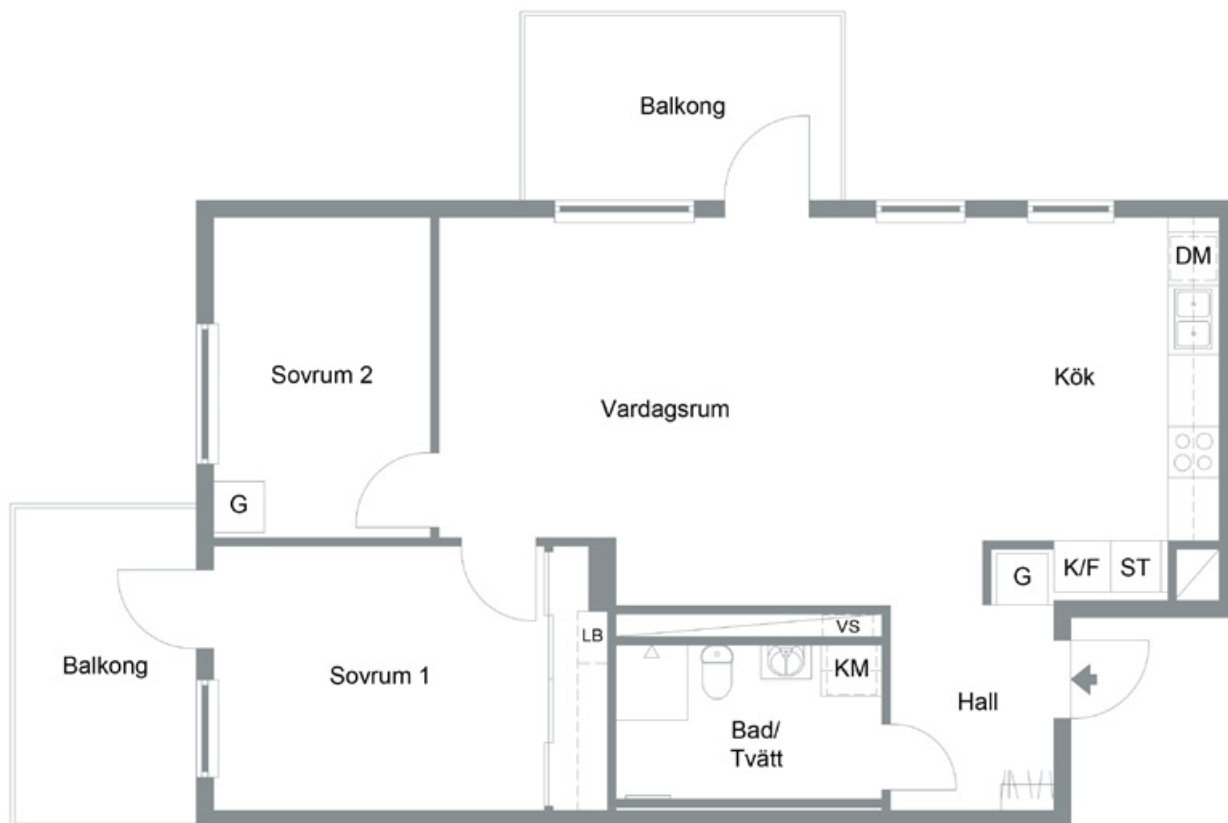 Balkong
DM
Sovrum 2
Kök
Vardagsrum
G
G
K/F
ST
LB
VS
Balkong
Sovrum 1
KM
Hall
Bad/
Tvätt